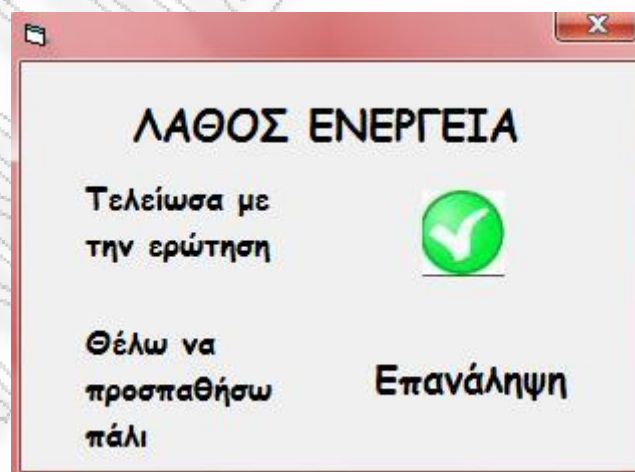 ΛΑΘΟΣ ΕΝΕΡΓΕΙΑ
Τελείωσα με
την ερώτηση
Θέλω να
προσπαθήσω
πάλι
Επανάληψη